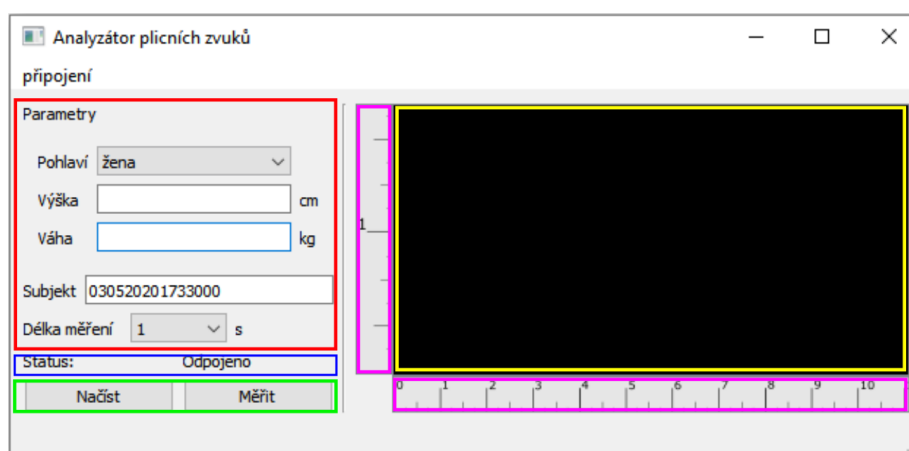 Analyzátor plicních zvuků
připojení
Parametry
Pohlaví žena
Výška cm
Váha kg
Subjekt 030520201733000
Délka měření 1 s
Status: Odpojeno
Načíst Měřit
1
0 1 2 3 4 5 6 7 8 9 10